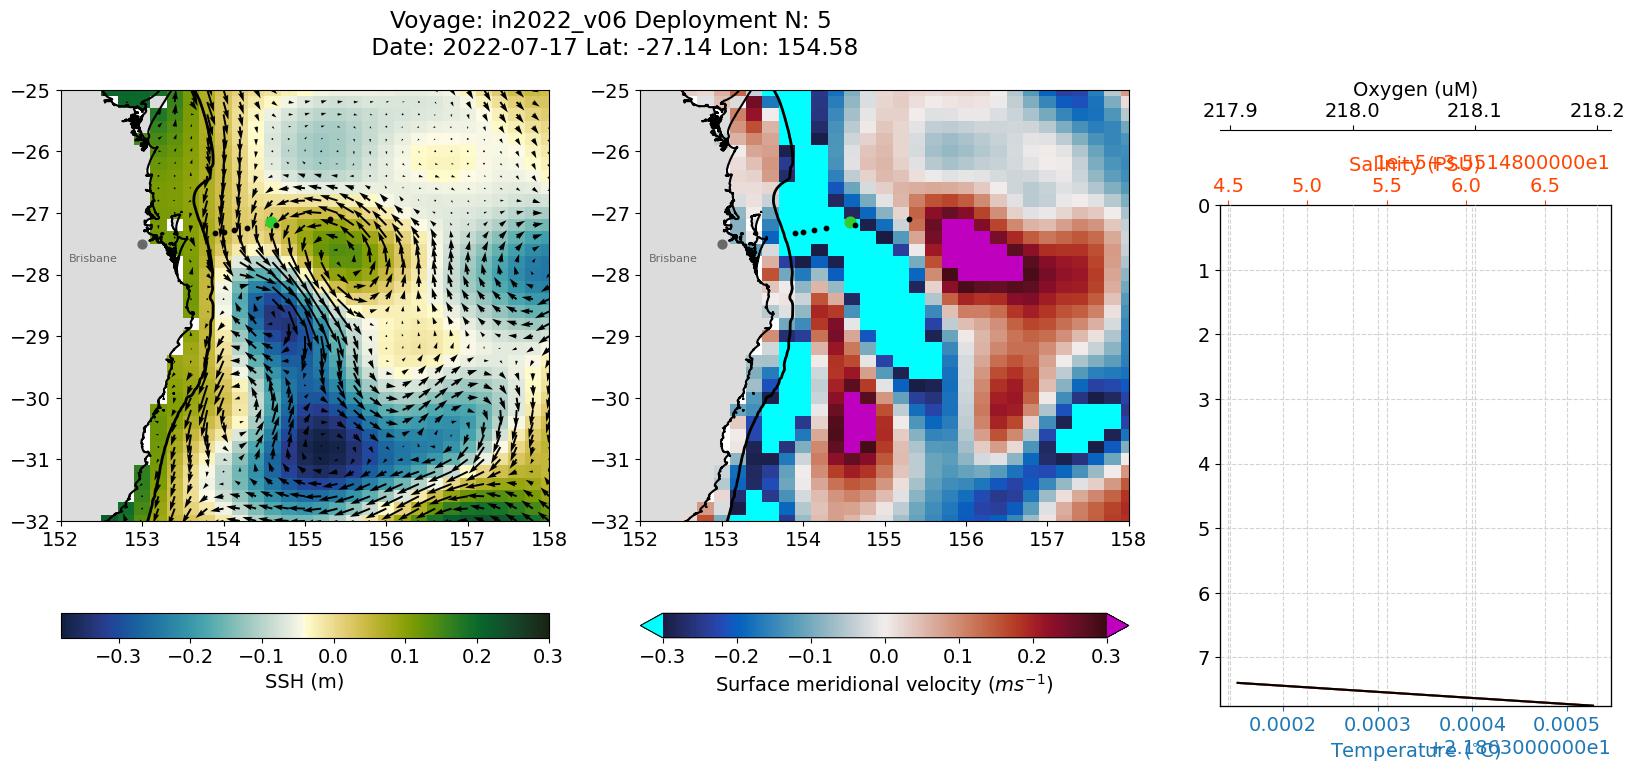 Voyage: in2022_v06 Deployment N: 5
Date: 2022-07-17 Lat: -27.14 Lon: 154.58
−25
−26
−27
−28
−29
−30
−31
−32
152 153 154 155 156 157 158
Brisbane
−0.3 −0.2 −0.1 0.0 0.1 0.2 0.3
SSH (m)
−25
−26
−27
−28
−29
−30
−31
−32
152 153 154 155 156 157 158
Brisbane
−0.3 −0.2 −0.1 0.0 0.1 0.2 0.3
Surface meridional velocity (ms−1)
Oxygen (uM)
217.9 218.0 218.1 218.2
Salinity (PSU)
1e−5+3.5514800000e1
4.5 5.0 5.5 6.0 6.5
0
1
2
3
4
5
6
7
0.0002 0.0003 0.0004 0.0005
Temperature (°C)
+2.1863000000e1